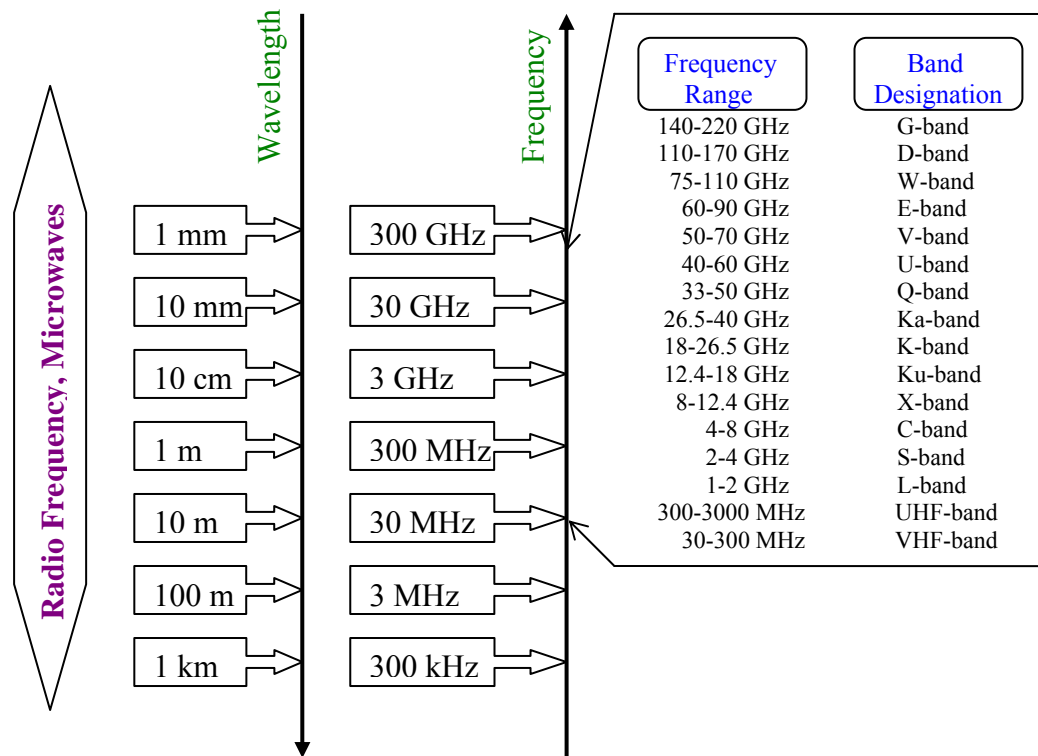 Radio Frequency, Microwaves
Wavelength
1 mm
10 mm
10 cm
1 m
10 m
100 m
1 km
Frequency
300 GHz
30 GHz
3 GHz
300 MHz
30 MHz
3 MHz
300 kHz
Frequency Band
Range Designation
140-220 GHz G-band
110-170 GHz D-band
75-110 GHz W-band
60-90 GHz E-band
50-70 GHz V-band
40-60 GHz U-band
33-50 GHz Q-band
26.5-40 GHz Ka-band
18-26.5 GHz K-band
12.4-18 GHz Ku-band
8-12.4 GHz X-band
4-8 GHz C-band
2-4 GHz S-band
1-2 GHz L-band
300-3000 MHz UHF-band
30-300 MHz VHF-band